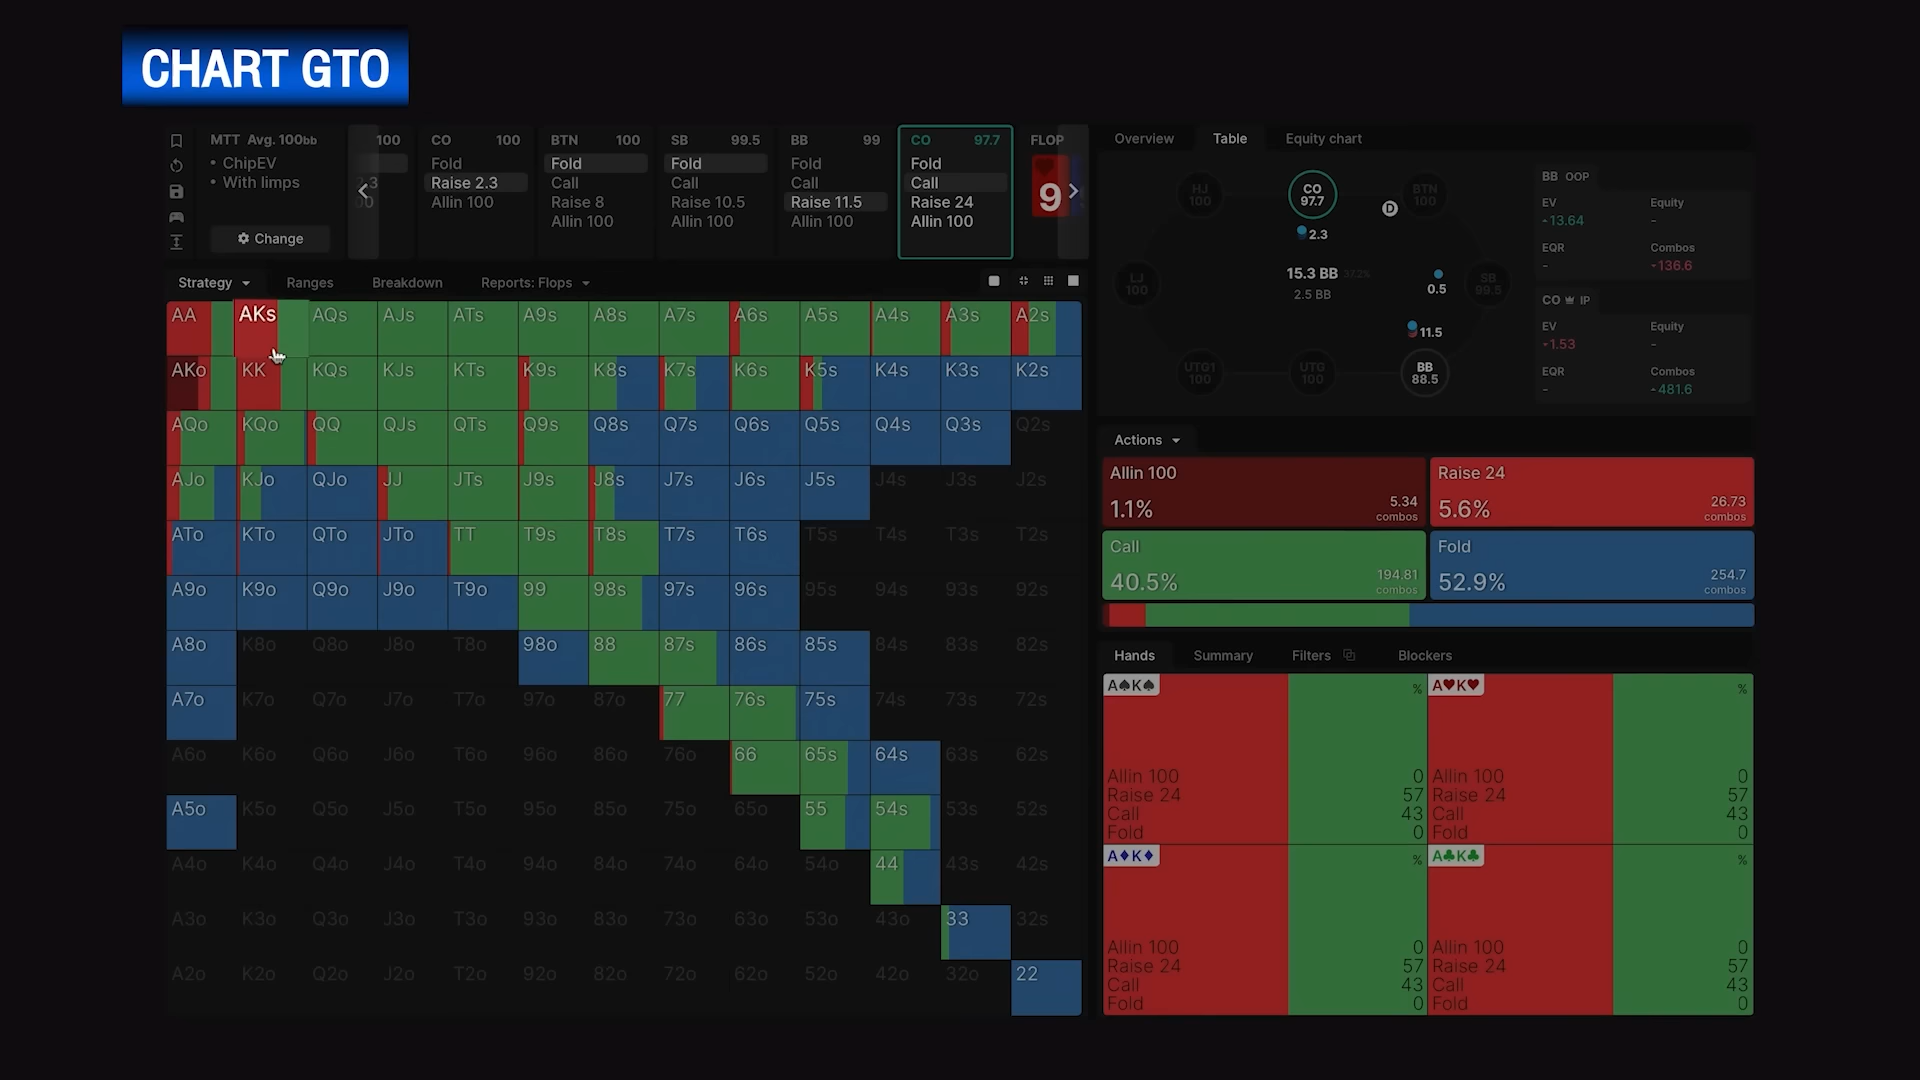 CHART GTO
MTT Avg. 100bb
• ChipEV
• With limps
Change
100
CO 100
Fold
Raise 2.3
Allin 100
BTN 100
Fold
Call
Raise 8
Allin 100
SB 99.5
Fold
Call
Raise 10.5
Allin 100
BB 99
Fold
Call
Raise 11.5
Allin 100
CO 97.7
Fold
Call
Raise 24
Allin 100
FLOP
9
Strategy Ranges Breakdown Reports: Flops
AA AKs AQs AJs ATs A9s A8s A7s A6s A5s A4s A3s A2s
AKo KK KQs KJs KTs K9s K8s K7s K6s K5s K4s K3s K2s
AQo KQo QQ QJs QTs Q9s Q8s Q7s Q6s Q5s Q4s Q3s Q2s
AJo KJo QJo JJ JTs J9s J8s J7s J6s J5s J4s J3s J2s
ATo KTo QTo JTo TT T9s T8s T7s T6s T5s T4s T3s T2s
A9o K9o Q9o J9o T9o 99 98s 97s 96s 95s 94s 93s 92s
A8o K8o Q8o J8o T8o 98o 88 87s 86s 85s 84s 83s 82s
A7o K7o Q7o J7o T7o 97o 87o 77 76s 75s 74s 73s 72s
A6o K6o Q6o J6o T6o 96o 86o 76o 66 65s 64s 63s 62s
A5o K5o Q5o J5o T5o 95o 85o 75o 65o 55 54s 53s 52s
A4o K4o Q4o J4o T4o 94o 84o 74o 64o 54o 44 43s 42s
A3o K3o Q3o J3o T3o 93o 83o 73o 63o 53o 43o 33 32s
A2o K2o Q2o J2o T2o 92o 82o 72o 62o 52o 42o 32o 22
Overview Table Equity chart
HJ
100
CO
97.7
BTN
100
D
2.3
LJ
100
15.3 BB 37.2%
2.5 BB
0.5
SB
99.5
11.5
UTG1
100
UTG
100
BB
88.5
BB OOP
EV Equity
-13.64 -
EQR Combos
- -136.6
CO IP
EV Equity
-1.53 -
EQR Combos
- -481.6
Actions
Allin 100
1.1% 5.34
combos
Raise 24
5.6% 26.73
combos
Call
40.5% 194.81
combos
Fold
52.9% 254.7
combos
Hands Summary Filters Blockers
A♠K♠ %
Allin 100 0
Raise 24 57
Call 43
Fold 0
A♥K♥ %
Allin 100 0
Raise 24 57
Call 43
Fold 0
A♦K♦ %
Allin 100 0
Raise 24 57
Call 43
Fold 0
A♣K♣ %
Allin 100 0
Raise 24 57
Call 43
Fold 0